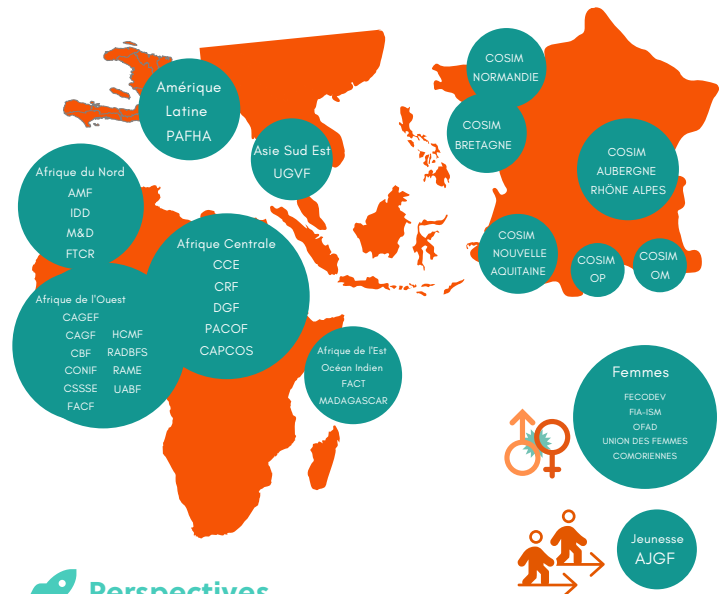 Amérique
Latine
PAFHA
Asie Sud Est
UGVF
COSIM
NORMANDIE
COSIM
BRETAGNE
COSIM
AUBERGNE
RHÔNE ALPES
COSIM
NOUVELLE
AQUITAINE
COSIM
OP
COSIM
OM
Afrique du Nord
AMF
IDD
M&D
FTCR
Afrique Centrale
CCE
CRF
DGF
PACOF
CAPCOS
Afrique de l'Ouest
CAGEF
CAGF
CBF
CONIF
CSSSE
FACF
HCMF
RADBFS
RAME
UABF
Afrique de l'Est
Océan Indien
FACT
MADAGASCAR
Femmes
FECODEV
FIA-ISM
OFAD
UNION DES FEMMES
COMORIENNES
Jeunesse
AJGF
Perspectives